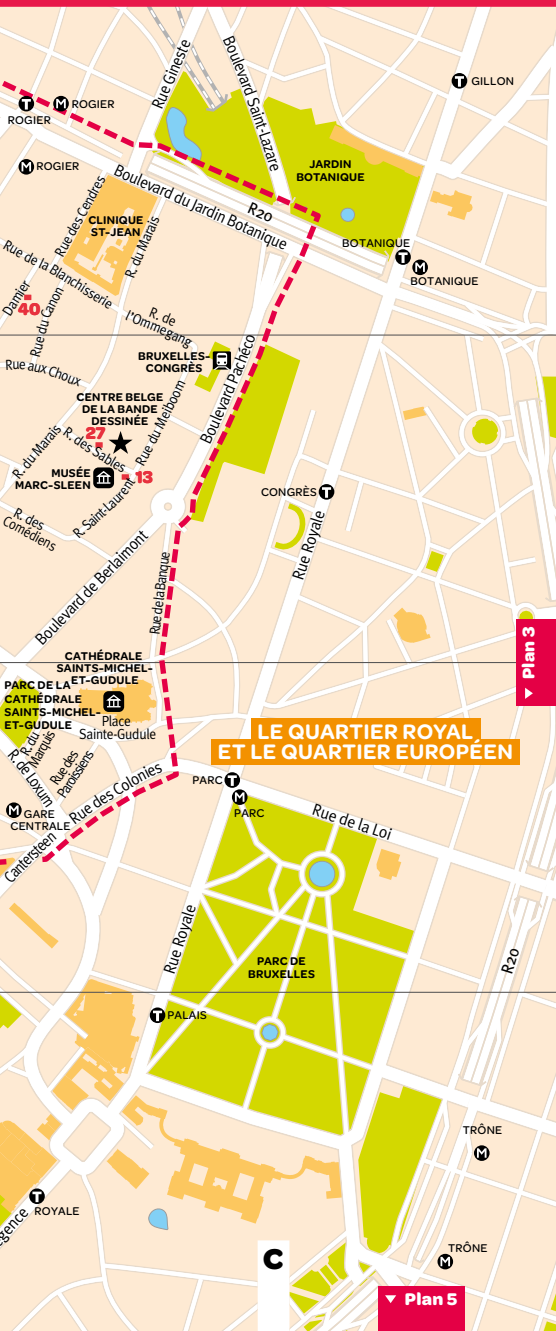 Rue Gineste
Boulevard Saint-Lazare
T GILLON
T
ROGIER
M ROGIER
M ROGIER
JARDIN
BOTANIQUE
Boulevard du Jardin Botanique
R20
CLINIQUE
ST-JEAN
Rue des Cendres
R. du Marais
BOTANIQUE
T
M
BOTANIQUE
Rue de la Blanchisserie
Damier
40
Rue du Canon
R. de
l'Ommegang
BRUXELLES-
CONGRÈS
Boulevard Pachéco
Rue aux Choux
CENTRE BELGE
DE LA BANDE
DESSINÉE
27
Rue du Meiboom
R. du Marais
R. des Sables
MUSÉE
MARC-SLEEN
13
R. Saint-Laurent
CONGRÈS T
R. des
Comédiens
Rue Royale
Boulevard de Berlaimont
Rue de la Banque
Plan 3
CATHÉDRALE
SAINTS-MICHEL-
ET-GUDULE
PARC DE LA
CATHÉDRALE
SAINTS-MICHEL-
ET-GUDULE
Place
Sainte-Gudule
R. du
Marquis
Rue des
Paroissiens
R. de Loxum
LE QUARTIER ROYAL
ET LE QUARTIER EUROPÉEN
Rue des Colonies
PARC T
M
PARC
Rue de la Loi
M GARE
CENTRALE
Cantersteen
Rue Royale
PARC DE
BRUXELLES
R20
T PALAIS
TRÔNE
M
T
ROYALE
egence
TRÔNE
M
C
Plan 5